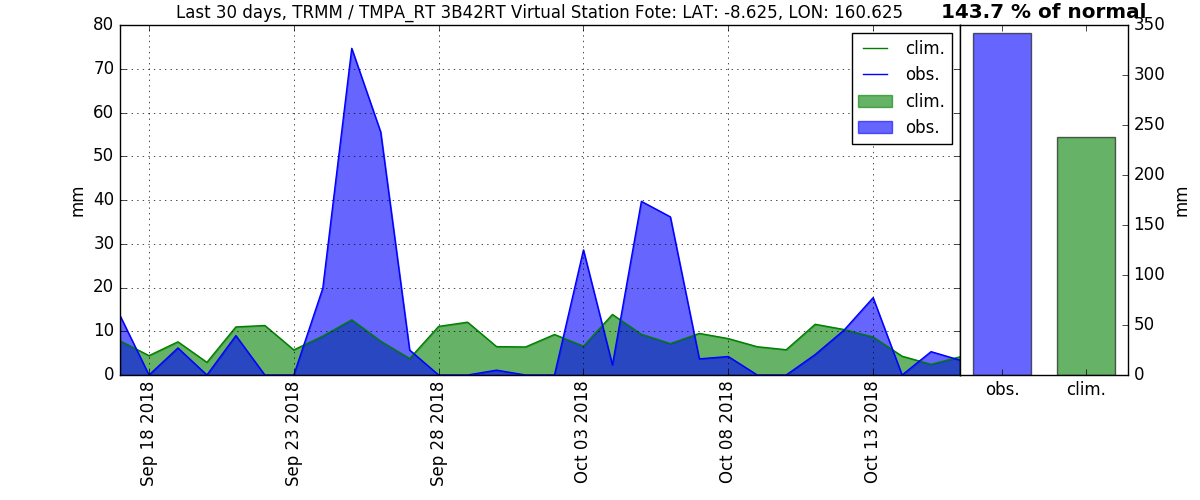 Last 30 days, TRMM / TMPA_RT 3B42RT Virtual Station Fote: LAT: -8.625, LON: 160.625
143.7 % of normal
80
70
60
50
40
30
20
10
0
mm
clim.
obs.
clim.
obs.
350
300
250
200
150
100
50
0
mm
obs.
clim.
Sep 18 2018
Sep 23 2018
Sep 28 2018
Oct 03 2018
Oct 08 2018
Oct 13 2018